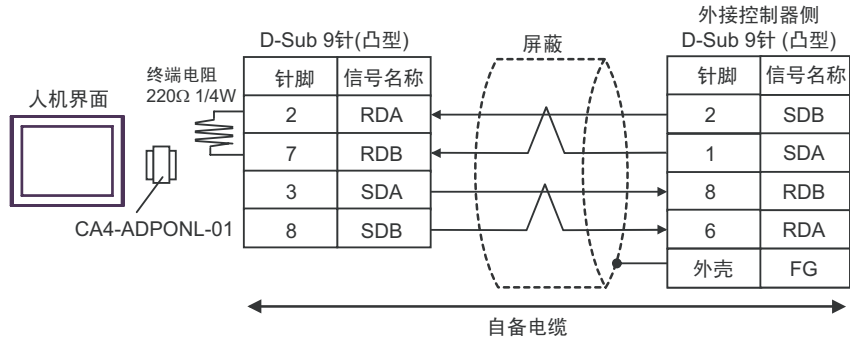 外接控制器侧
D-Sub 9针(凸型) 屏蔽 D-Sub 9针 (凸型)
终端电阻 针脚 信号名称 针脚 信号名称
人机界面 220Ω 1/4W
2 RDA 2 SDB
7 RDB 1 SDA
3 SDA 8 RDB
CA4-ADPONL-01 8 SDB 6 RDA
外壳 FG
自备电缆